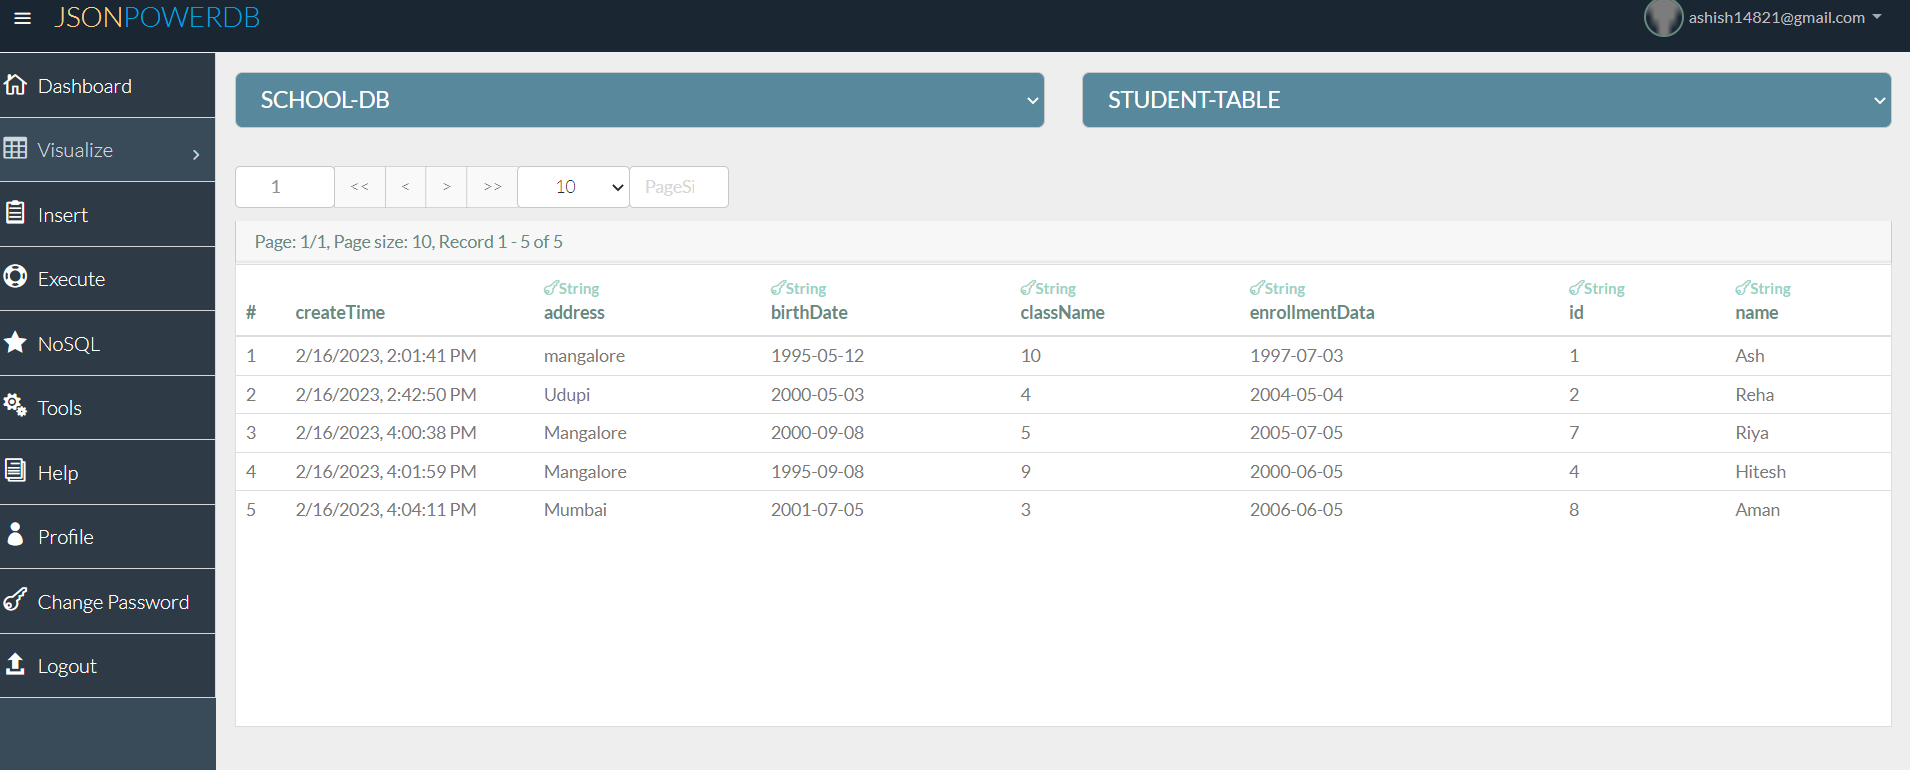 JSONPOWERDB
ashish14821@gmail.com
Dashboard
Visualize
Insert
Execute
NoSQL
Tools
Help
Profile
Change Password
Logout
SCHOOL-DB
STUDENT-TABLE
1 << < > >> 10 PageSi
Page: 1/1, Page size: 10, Record 1 - 5 of 5
String String String String String String
# createTime address birthDate className enrollmentData id name
1 2/16/2023, 2:01:41 PM mangalore 1995-05-12 10 1997-07-03 1 Ash
2 2/16/2023, 2:42:50 PM Udupi 2000-05-03 4 2004-05-04 2 Reha
3 2/16/2023, 4:00:38 PM Mangalore 2000-09-08 5 2005-07-05 7 Riya
4 2/16/2023, 4:01:59 PM Mangalore 1995-09-08 9 2000-06-05 4 Hitesh
5 2/16/2023, 4:04:11 PM Mumbai 2001-07-05 3 2006-06-05 8 Aman